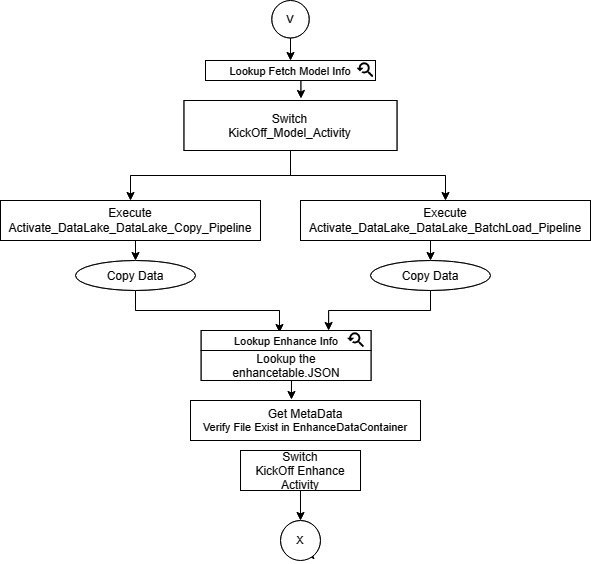 V
Lookup Fetch Model Info
Switch
KickOff_Model_Activity
Execute
Activate_DataLake_DataLake_Copy_Pipeline
Execute
Activate_DataLake_DataLake_BatchLoad_Pipeline
Copy Data
Copy Data
Lookup Enhance Info
Lookup the
enhancetable.JSON
Get MetaData
Verify File Exist in EnhanceDataContainer
Switch
KickOff Enhance
Activity
X